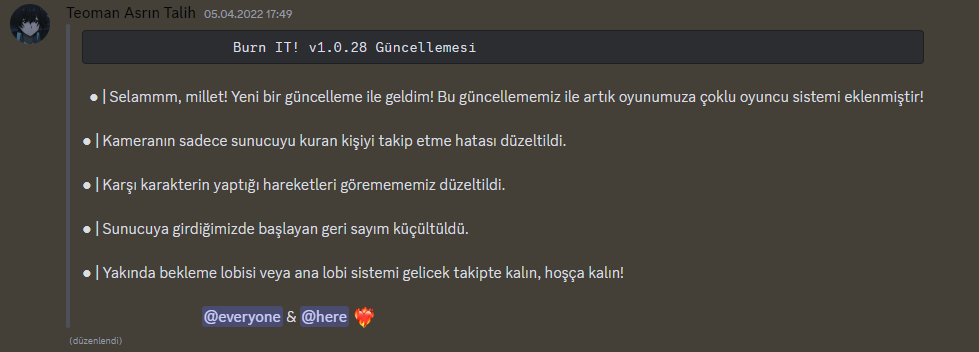 Teoman Asrın Talih 05.04.2022 17:49
Burn IT! v1.0.28 Güncellemesi
● | Selammm, millet! Yeni bir güncelleme ile geldim! Bu güncellememiz ile artık oyunumuza çoklu oyuncu sistemi eklenmiştir!
● | Kameranın sadece sunucuyu kuran kişiyi takip etme hatası düzeltildi.
● | Karşı karakterin yaptığı hareketleri görememememiz düzeltildi.
● | Sunucuya girdiğimizde başlayan geri sayım küçültüldü.
● | Yakında bekleme lobisi veya ana lobi sistemi gelicek takipte kalın, hoşça kalın!
@everyone & @here ❤️‍🔥
(düzenlendi)